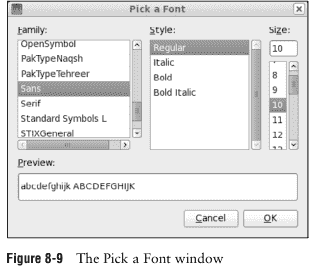 Pick a Font
Family:
Style:
Size:
OpenSymbol
PakTypeNaqsh
PakTypeTehreer
Sans
Serif
Standard Symbols L
STIXGeneral
Regular
Italic
Bold
Bold Italic
10
8
9
10
11
12
Preview:
abcdefghijk ABCDEFGHIJK
Cancel
OK
Figure 8-9 The Pick a Font window